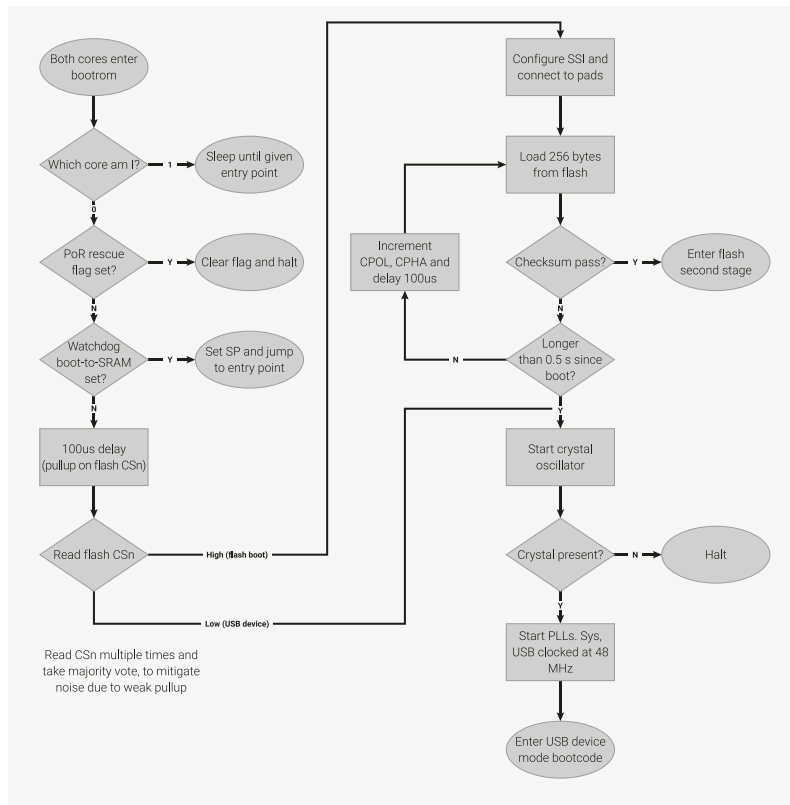 Both cores enter
bootrom
Which core am I?
1
Sleep until given
entry point
0
PoR rescue
flag set?
Y
Clear flag and halt
N
Watchdog
boot-to-SRAM
set?
Y
Set SP and jump
to entry point
N
100us delay
(pullup on flash CSn)
Read flash CSn
High (flash boot)
Low (USB device)
Read CSn multiple times and
take majority vote, to mitigate
noise due to weak pullup
Configure SSI and
connect to pads
Load 256 bytes
from flash
Increment
CPOL, CPHA and
delay 100us
Checksum pass?
Y
Enter flash
second stage
N
Longer
than 0.5 s since
boot?
N
Y
Start crystal
oscillator
Crystal present?
N
Halt
Y
Start PLLs. Sys,
USB clocked at 48
MHz
Enter USB device
mode bootcode